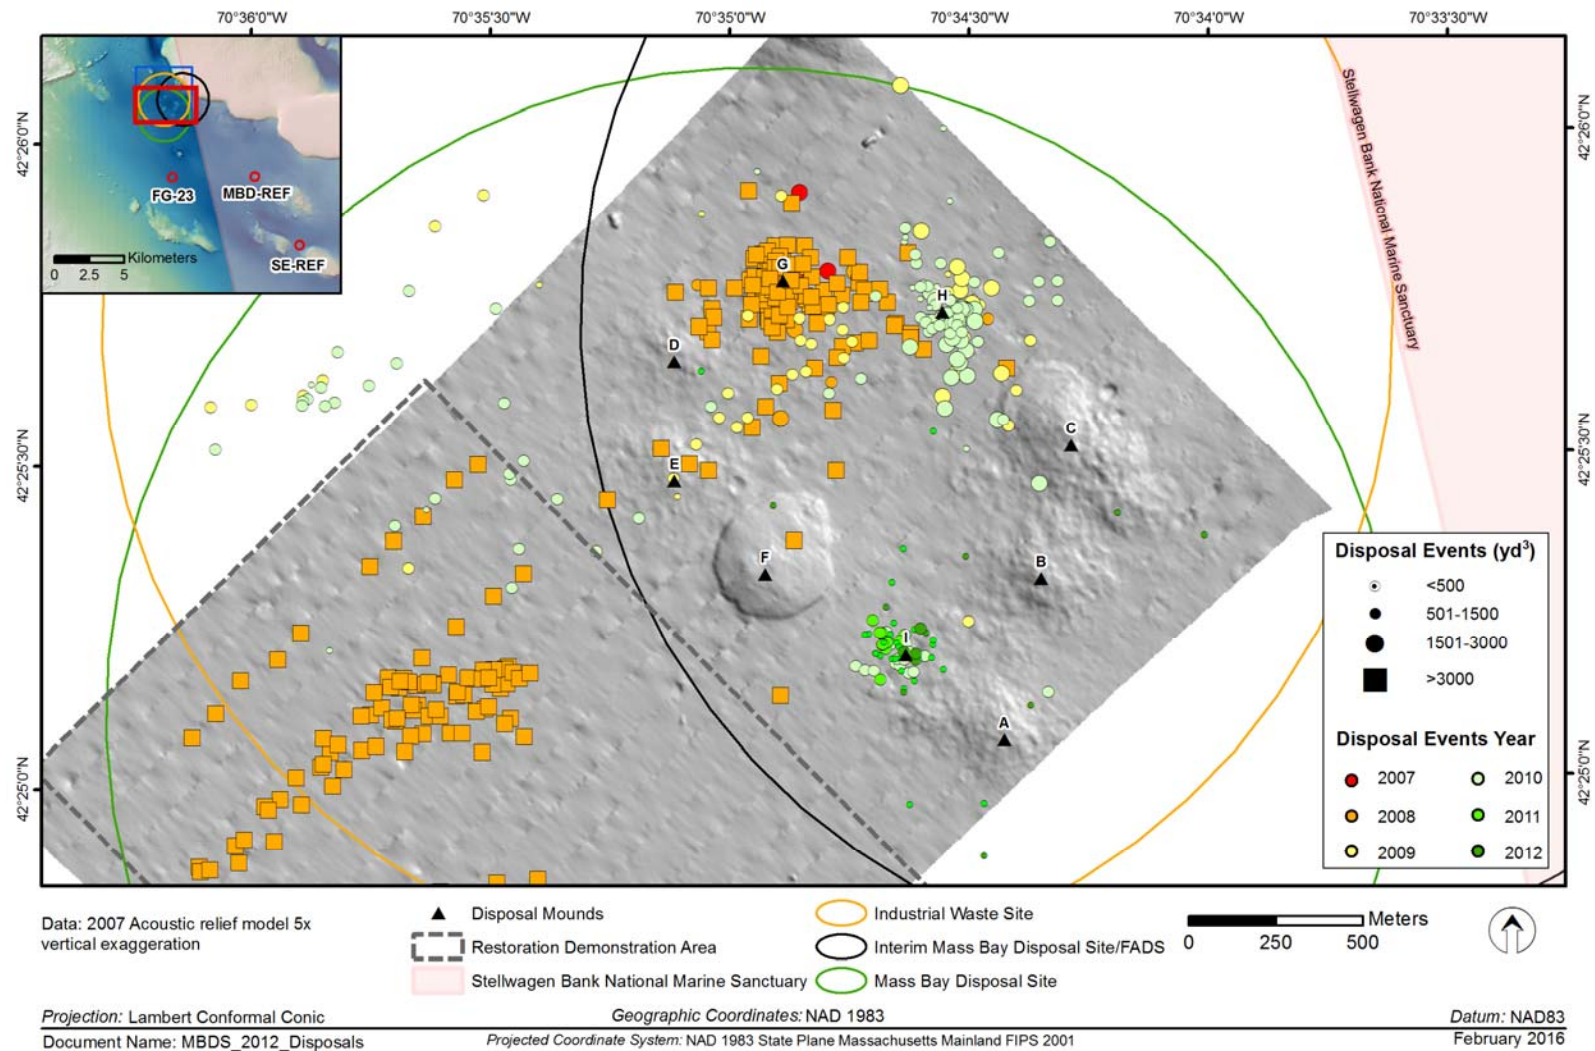 70°36'0"W 70°35'30"W 70°35'0"W 70°34'30"W 70°34'0"W 70°33'30"W
42°26'0"N
42°25'30"N
42°25'0"N
FG-23
MBD-REF
SE-REF
Kilometers
0 2.5 5
G
H
D
C
E
F
B
I
A
Stellwagen Bank National Marine Sanctuary
42°26'0"N
42°25'30"N
42°25'0"N
Disposal Events (yd³)
<500
501-1500
1501-3000
>3000
Disposal Events Year
2007 2010
2008 2011
2009 2012
Data: 2007 Acoustic relief model 5x
vertical exaggeration
Disposal Mounds
Restoration Demonstration Area
Stellwagen Bank National Marine Sanctuary
Industrial Waste Site
Interim Mass Bay Disposal Site/FADS
Mass Bay Disposal Site
Meters
0 250 500
Projection: Lambert Conformal Conic Geographic Coordinates: NAD 1983 Datum: NAD83
Document Name: MBDS_2012_Disposals Projected Coordinate System: NAD 1983 State Plane Massachusetts Mainland FIPS 2001 February 2016